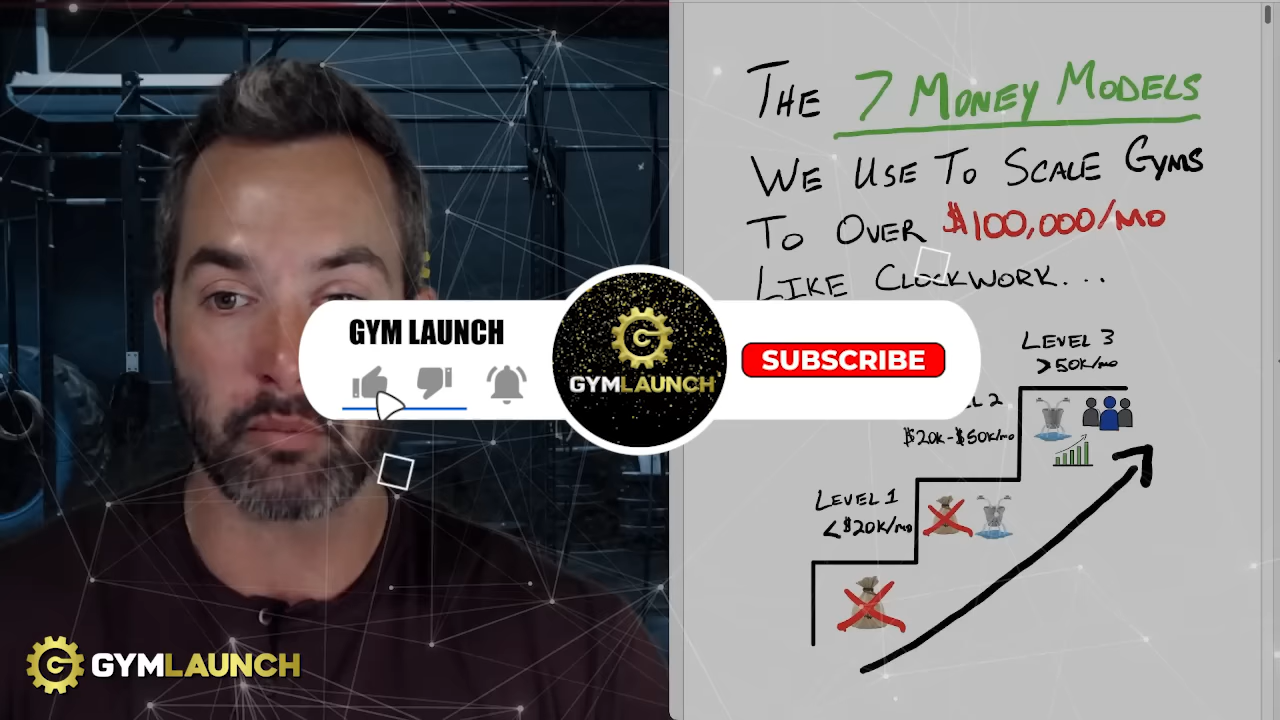 THE 7 MONEY MODELS
WE USE TO SCALE GYMS
TO OVER $100,000/MO
LIKE CLOCKWORK...
GYM LAUNCH
GYMLAUNCH
SUBSCRIBE
LEVEL 3
>50K/mo
L 2
$20K-$50K/mo
LEVEL 1
<$20K/mo
GYMLAUNCH